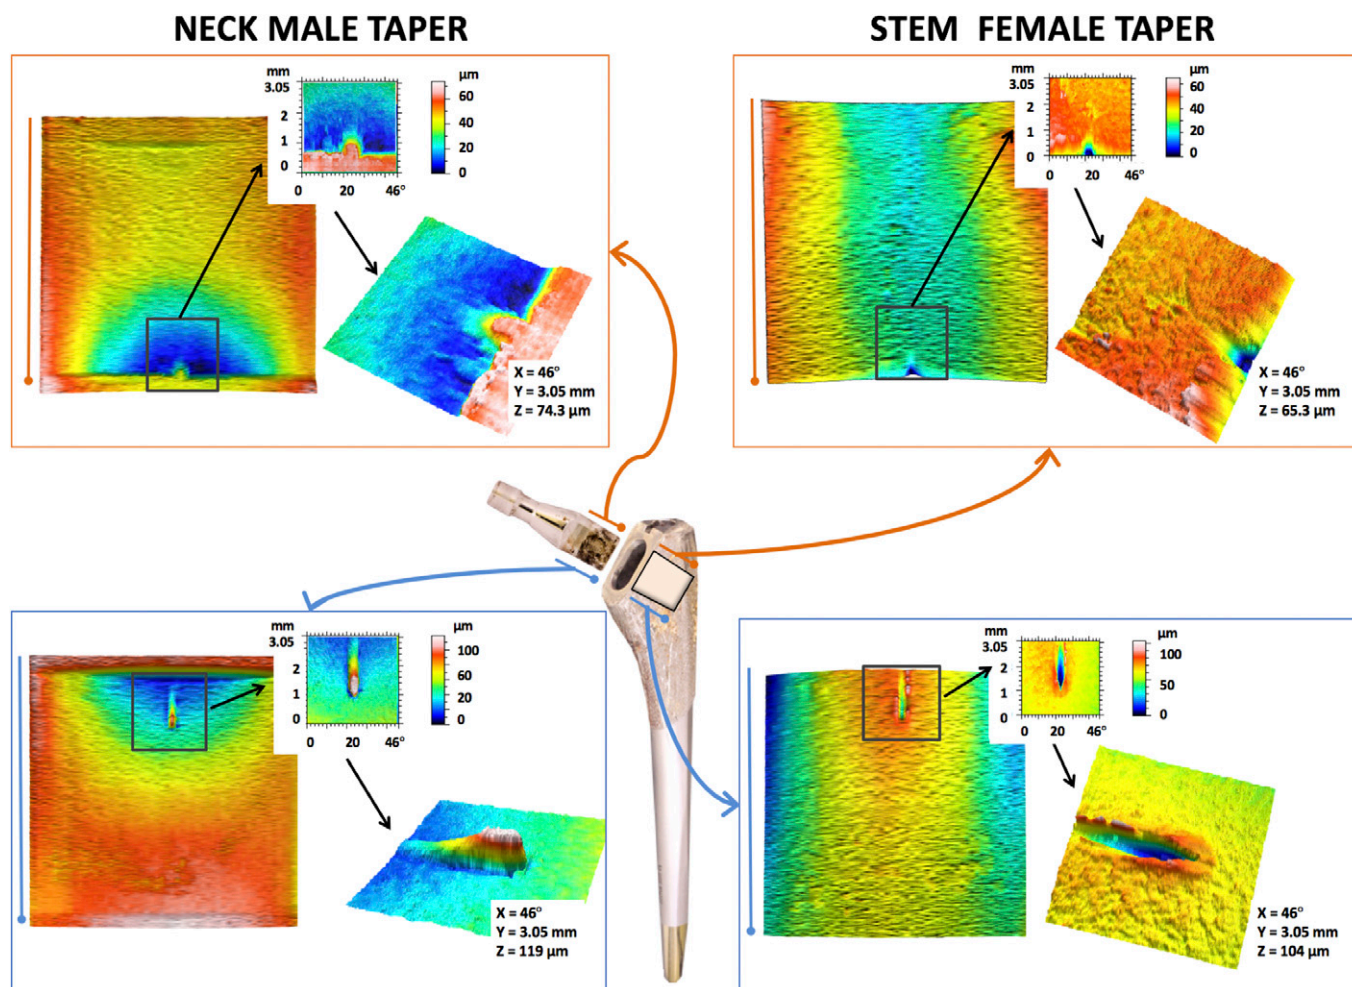 NECK MALE TAPER
STEM FEMALE TAPER
mm
3.05
2
1
0
0 20 46°
µm
60
40
20
0
X = 46°
Y = 3.05 mm
Z = 74.3 µm
mm
3.05
2
1
0
0 20 46°
µm
60
40
20
0
X = 46°
Y = 3.05 mm
Z = 65.3 µm
mm
3.05
2
1
0
0 20 46°
µm
100
80
60
40
20
0
X = 46°
Y = 3.05 mm
Z = 119 µm
mm
3.05
2
1
0
0 20 46°
µm
100
50
0
X = 46°
Y = 3.05 mm
Z = 104 µm